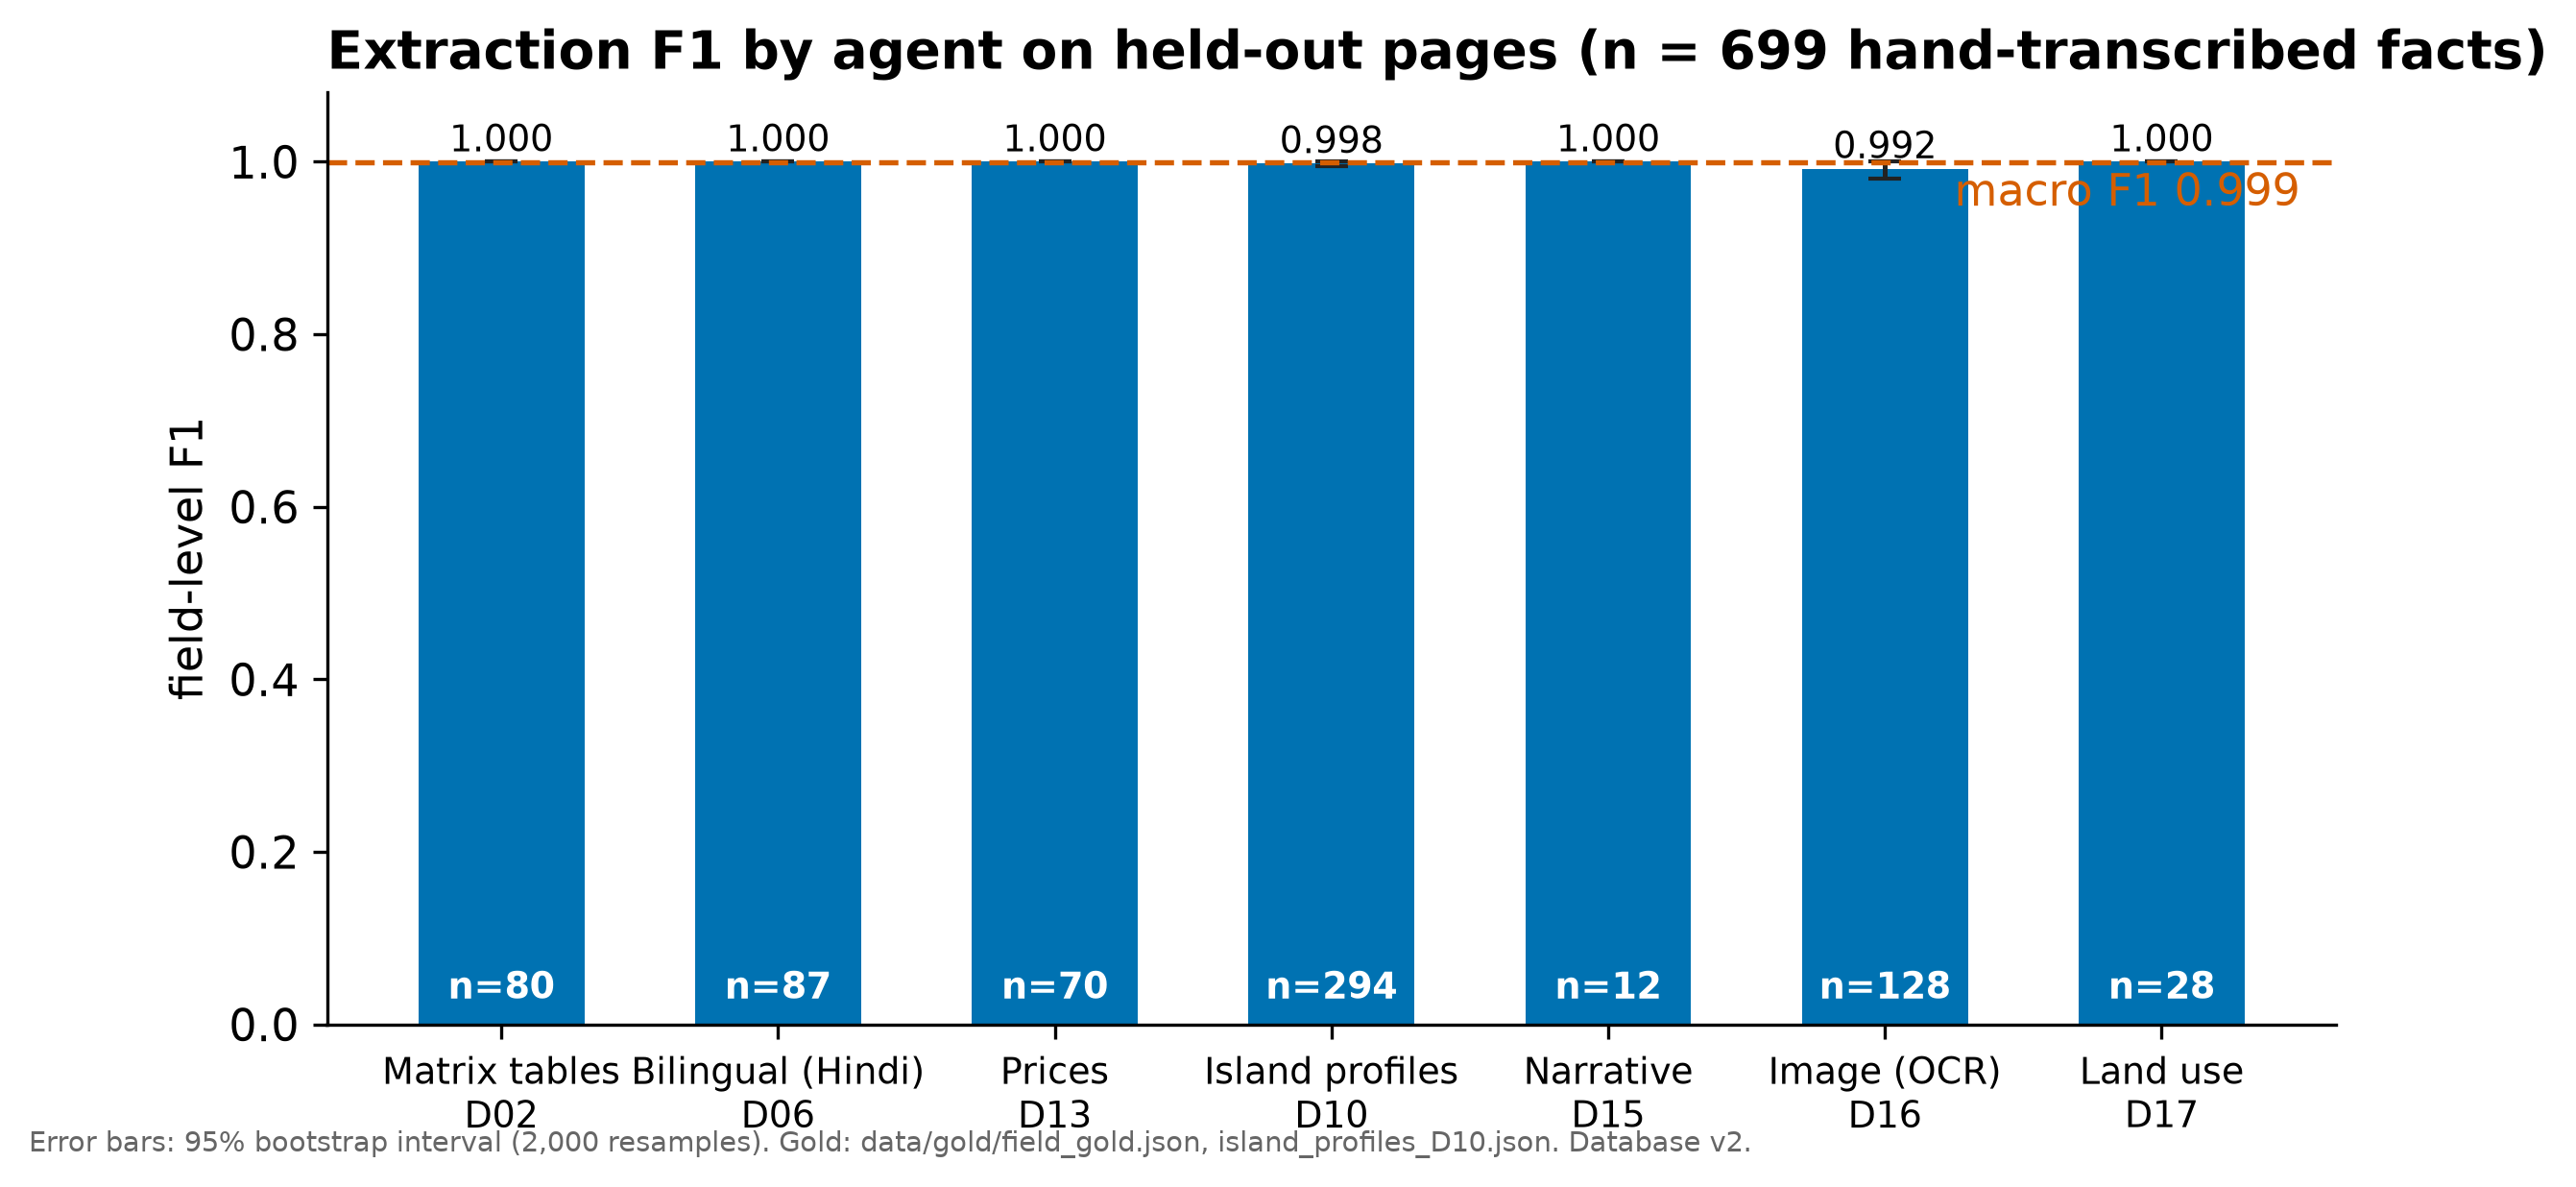 Extraction F1 by agent on held-out pages (n = 699 hand-transcribed facts)
1.000 1.000 1.000 0.998 1.000 0.992 1.000
macro F1 0.999
field-level F1
1.0
0.8
0.6
0.4
0.2
0.0
n=80 n=87 n=70 n=294 n=12 n=128 n=28
Matrix tables Bilingual (Hindi) Prices Island profiles Narrative Image (OCR) Land use
D02 D06 D13 D10 D15 D16 D17
Error bars: 95% bootstrap interval (2,000 resamples). Gold: data/gold/field_gold.json, island_profiles_D10.json. Database v2.